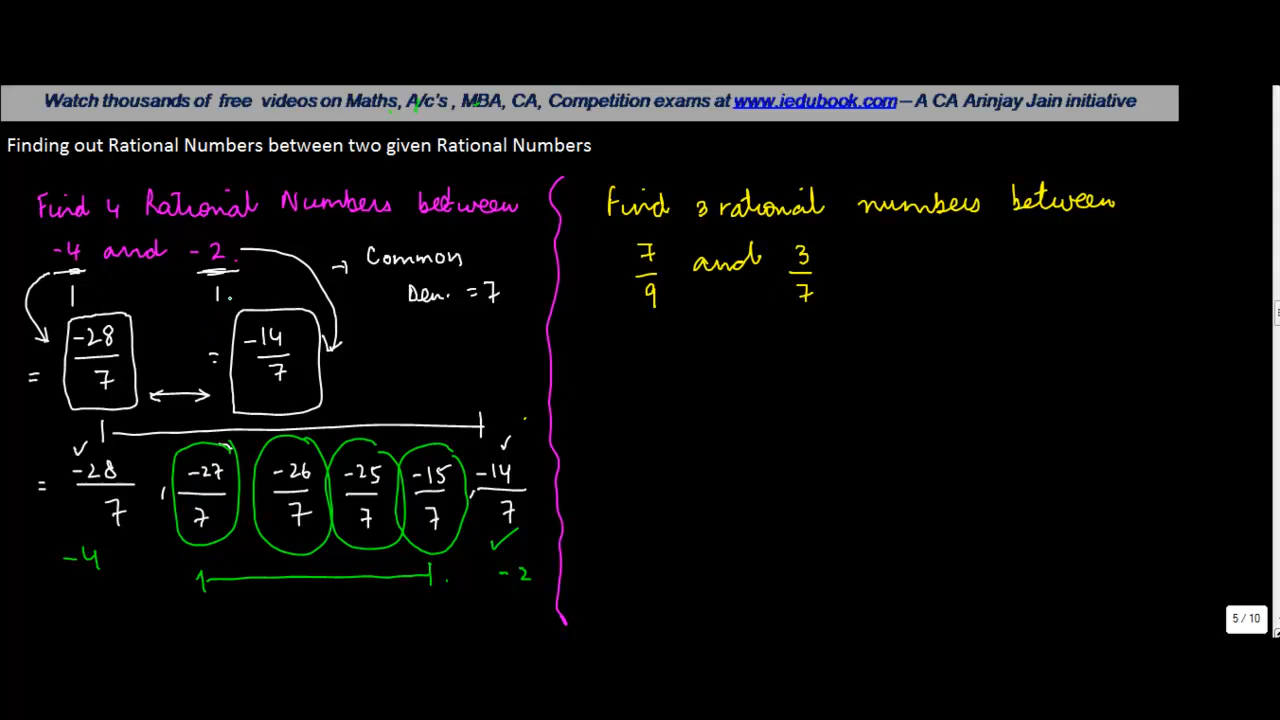 Watch thousands of free videos on Maths, A/c's , MBA, CA, Competition exams at www.iedubook.com – A CA Arinjay Jain initiative
Finding out Rational Numbers between two given Rational Numbers
Find 4 Rational Numbers between
-4 and -2.
1 1.
→ Common
Den. = 7
= -28/7 ↔ = -14/7
= -28/7 , -27/7 -26/7 -25/7 -15/7 , -14/7
-4 -2
Find 3 rational numbers between
7/9 and 3/7
5 / 10